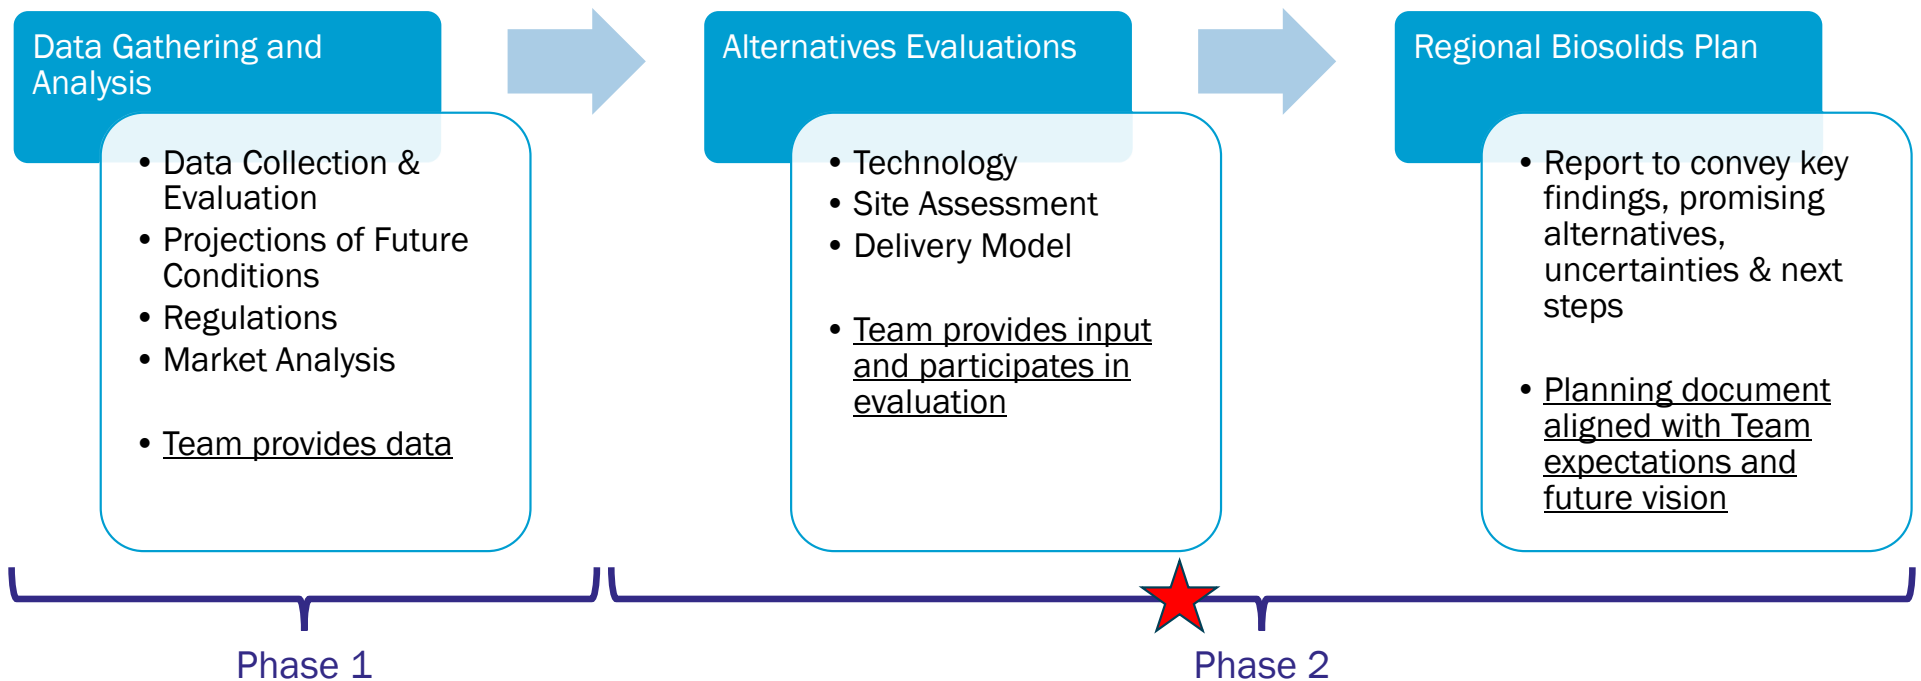 Data Gathering and
Analysis
• Data Collection &
Evaluation
• Projections of Future
Conditions
• Regulations
• Market Analysis
• Team provides data
Alternatives Evaluations
• Technology
• Site Assessment
• Delivery Model
• Team provides input
and participates in
evaluation
Regional Biosolids Plan
• Report to convey key
findings, promising
alternatives,
uncertainties & next
steps
• Planning document
aligned with Team
expectations and
future vision
Phase 1
Phase 2